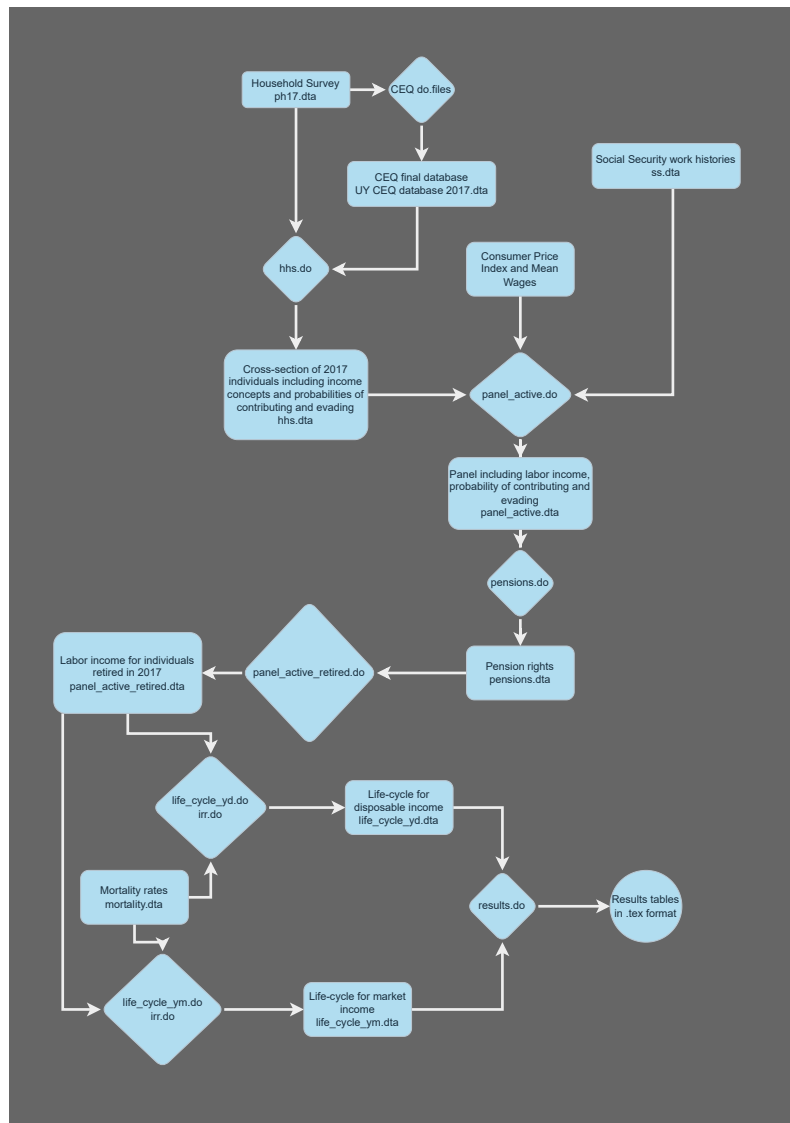 Household Survey
ph17.dta
CEQ do.files
CEQ final database
UY CEQ database 2017.dta
Social Security work histories
ss.dta
hhs.do
Consumer Price
Index and Mean
Wages
Cross-section of 2017
individuals including income
concepts and probabilities of
contributing and evading
hhs.dta
panel_active.do
Panel including labor income,
probability of contributing and
evading
panel_active.dta
pensions.do
Labor income for individuals
retired in 2017
panel_active_retired.dta
panel_active_retired.do
Pension rights
pensions.dta
life_cycle_yd.do
irr.do
Life-cycle for
disposable income
life_cycle_yd.dta
Mortality rates
mortality.dta
results.do
Results tables
in .tex format
life_cycle_ym.do
irr.do
Life-cycle for market
income
life_cycle_ym.dta